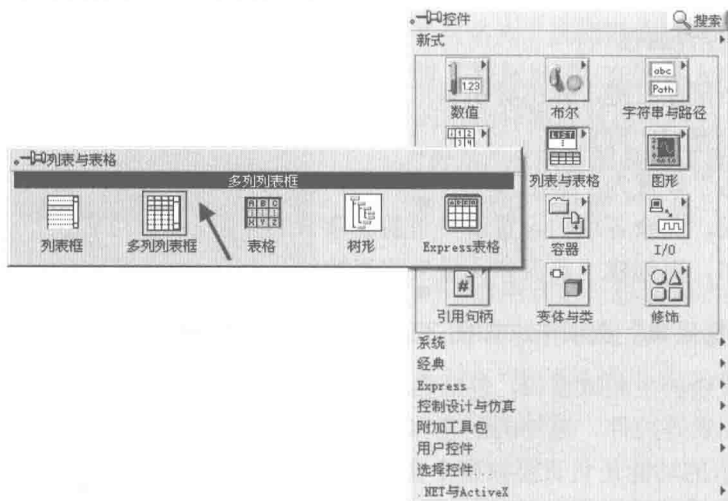 控件
搜索
新式
1.23
abc
Path
数值
布尔
字符串与路径
LIST
列表与表格
图形
容器
I/O
#
引用句柄
变体与类
修饰
系统
经典
Express
控制设计与仿真
附加工具包
用户控件
选择控件...
.NET与ActiveX
列表与表格
多列列表框
列表框
多列列表框
表格
树形
Express表格